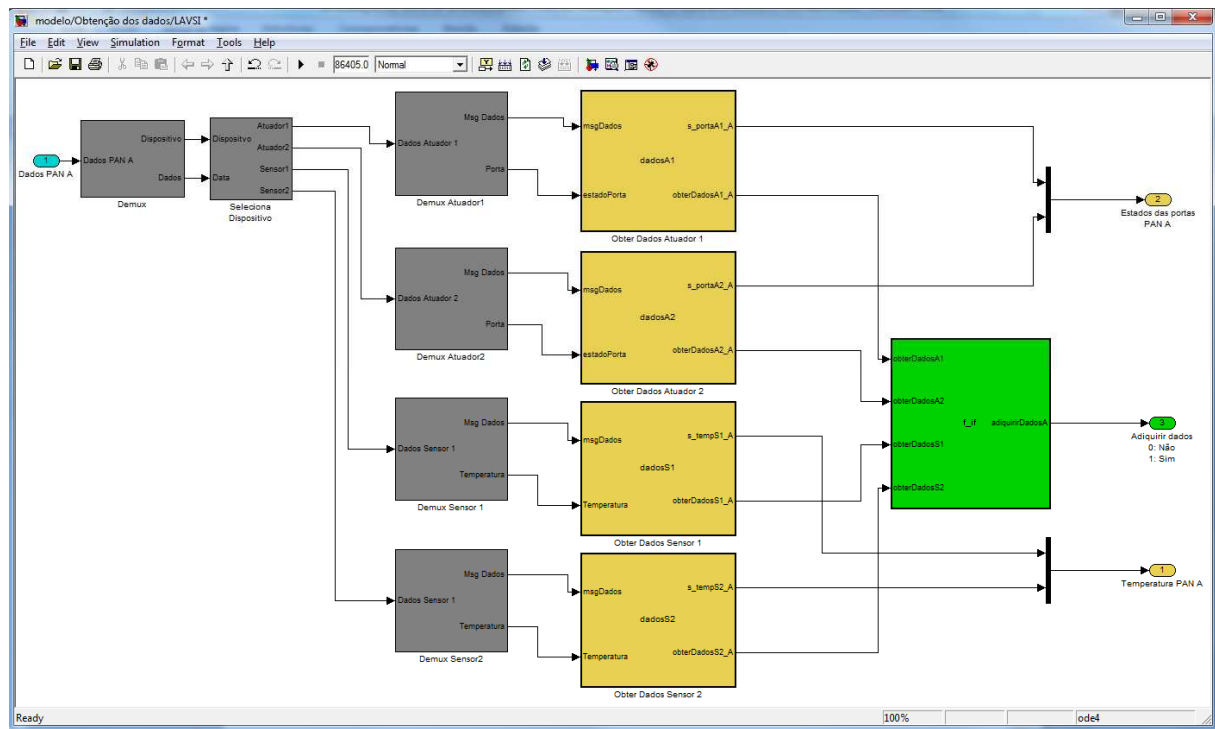 modelo/Obtenção dos dados/LAVSI *
File Edit View Simulation Format Tools Help
86405.0 Normal
1
Dados PAN A
Dados PAN A
Dispositivo
Dados
Demux
Dispositvo
Data
Atuador1
Atuador2
Sensor1
Sensor2
Seleciona
Dispositivo
Dados Atuador 1
Msg Dados
Porta
Demux Atuador1
msgDados
estadoPorta
dadosA1
s_portaA1_A
obterDadosA1_A
Obter Dados Atuador 1
Dados Atuador 2
Msg Dados
Porta
Demux Atuador2
msgDados
estadoPorta
dadosA2
s_portaA2_A
obterDadosA2_A
Obter Dados Atuador 2
Dados Sensor 1
Msg Dados
Temperatura
Demux Sensor 1
msgDados
Temperatura
dadosS1
s_tempS1_A
obterDadosS1_A
Obter Dados Sensor 1
Dados Sensor 1
Msg Dados
Temperatura
Demux Sensor2
msgDados
Temperatura
dadosS2
s_tempS2_A
obterDadosS2_A
Obter Dados Sensor 2
obterDadosA1
obterDadosA2
obterDadosS1
obterDadosS2
f_if
adiquirirDadosA
2
Estados das portas
PAN A
3
Adiquirir dados
0: Não
1: Sim
1
Temperatura PAN A
Ready
100%
ode4